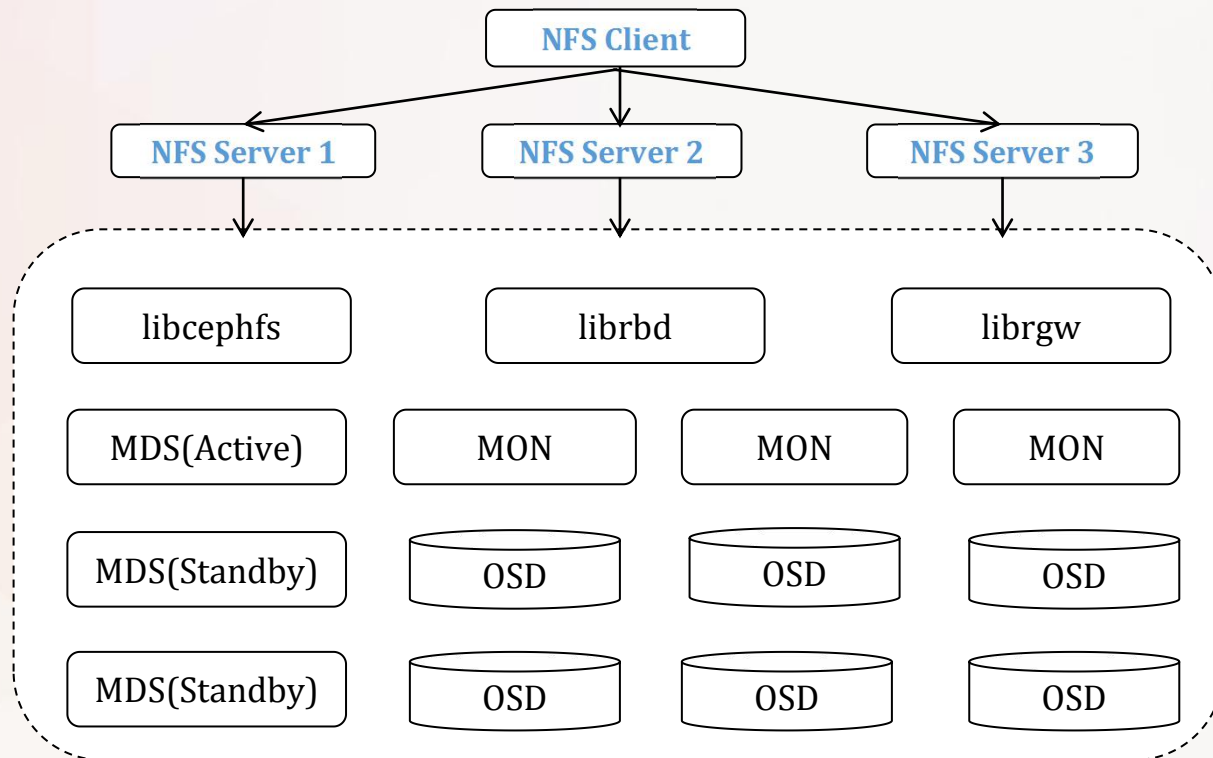 NFS Client
NFS Server 1
NFS Server 2
NFS Server 3
libcephfs
librbd
librgw
MDS(Active)
MON
MON
MON
MDS(Standby)
OSD
OSD
OSD
MDS(Standby)
OSD
OSD
OSD